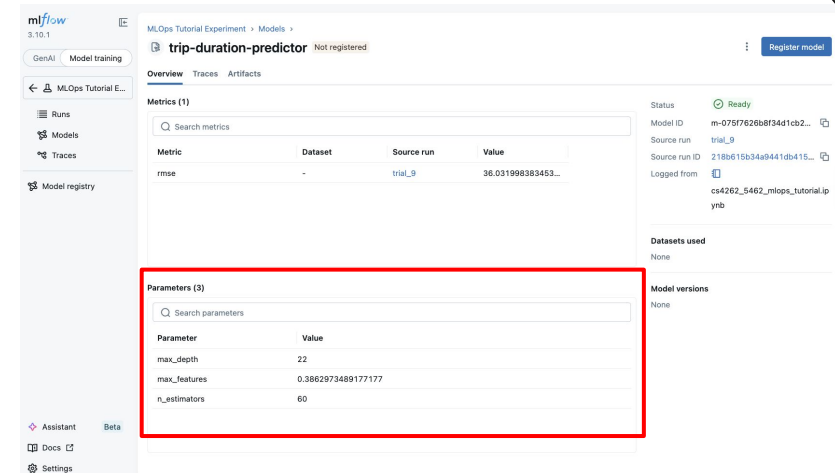 mlflow
3.10.1
GenAI Model training
MLOps Tutorial E...
Runs
Models
Traces
Model registry
Assistant Beta
Docs
Settings
MLOps Tutorial Experiment > Models >
trip-duration-predictor Not registered
Register model
Overview Traces Artifacts
Metrics (1)
Search metrics
Metric Dataset Source run Value
rmse - trial_9 36.031998383453...
Parameters (3)
Search parameters
Parameter Value
max_depth 22
max_features 0.3862973489177177
n_estimators 60
Status Ready
Model ID m-075f7626b8f34d1cb2...
Source run trial_9
Source run ID 218b615b34a9441db415...
Logged from
cs4262_5462_mlops_tutorial.ip
ynb
Datasets used
None
Model versions
None